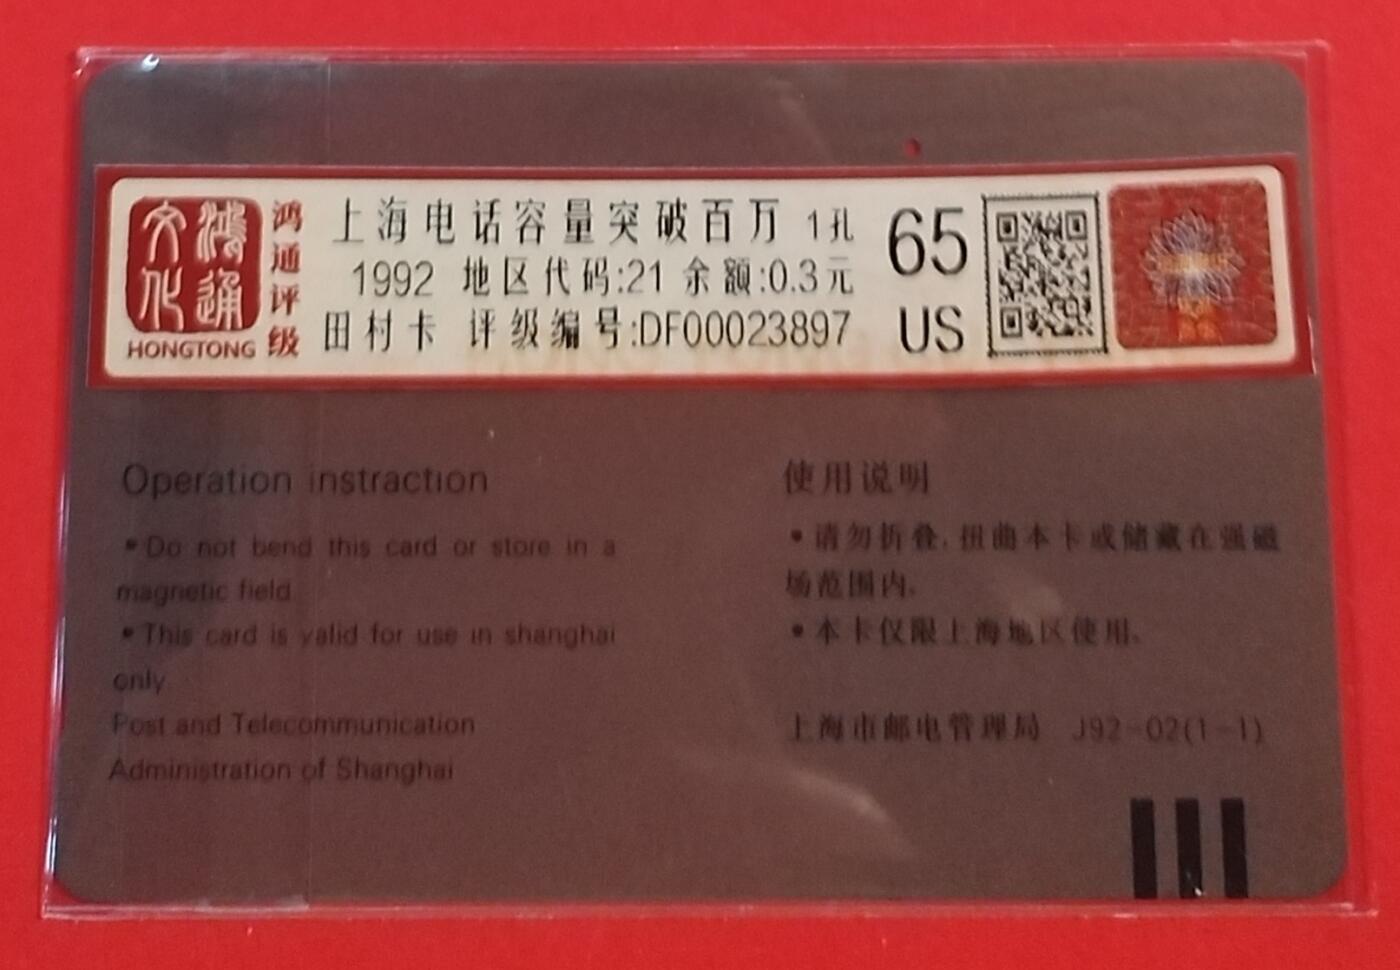 鸿通
文化
HONGTONG
鸿通评级
上海电话容量突破百万 1孔
1992 地区代码:21 余额:0.3元
田村卡 评级编号:DF00023897
65
US
Operation instraction
•Do not bend this card or store in a
magnetic field.
•This card is valid for use in shanghai
only.
Post and Telecommunication
Administration of Shanghai
使用说明
•请勿折叠、扭曲本卡或储藏在强磁
场范围内。
•本卡仅限上海地区使用。
上海市邮电管理局 J92-02(1-1)